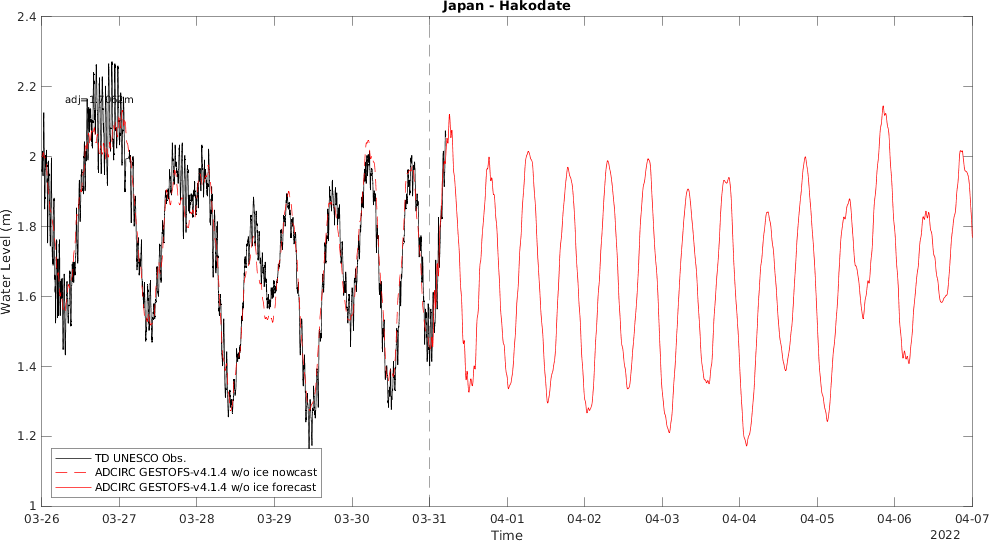 Japan - Hakodate
2.4
2.2
2
1.8
1.6
1.4
1.2
1
Water Level (m)
adj=1.7062m
TD UNESCO Obs.
ADCIRC GESTOFS-v4.1.4 w/o ice nowcast
ADCIRC GESTOFS-v4.1.4 w/o ice forecast
03-26 03-27 03-28 03-29 03-30 03-31 04-01 04-02 04-03 04-04 04-05 04-06 04-07
Time
2022